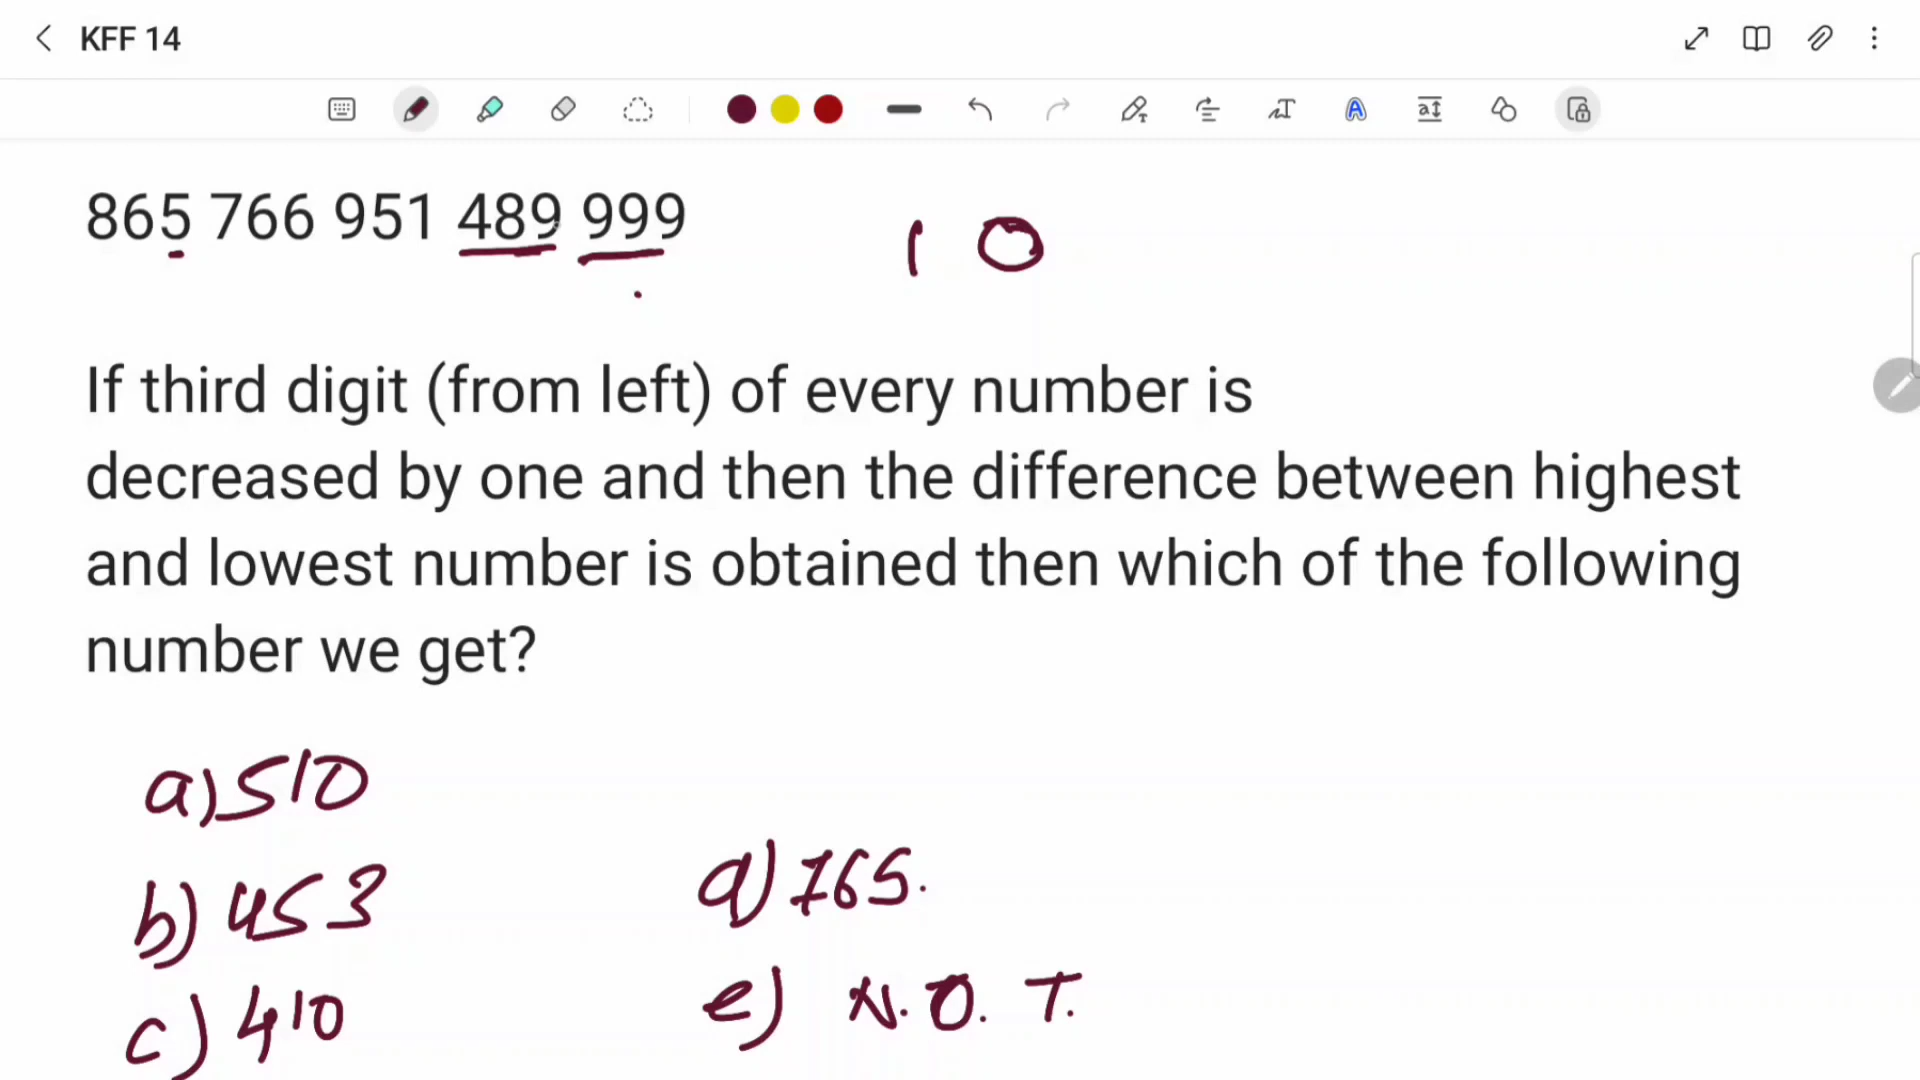 KFF 14
865 766 951 489 999
1 0
If third digit (from left) of every number is
decreased by one and then the difference between highest
and lowest number is obtained then which of the following
number we get?
a) 510
b) 453
c) 410
d) 765.
e) N. O. T.